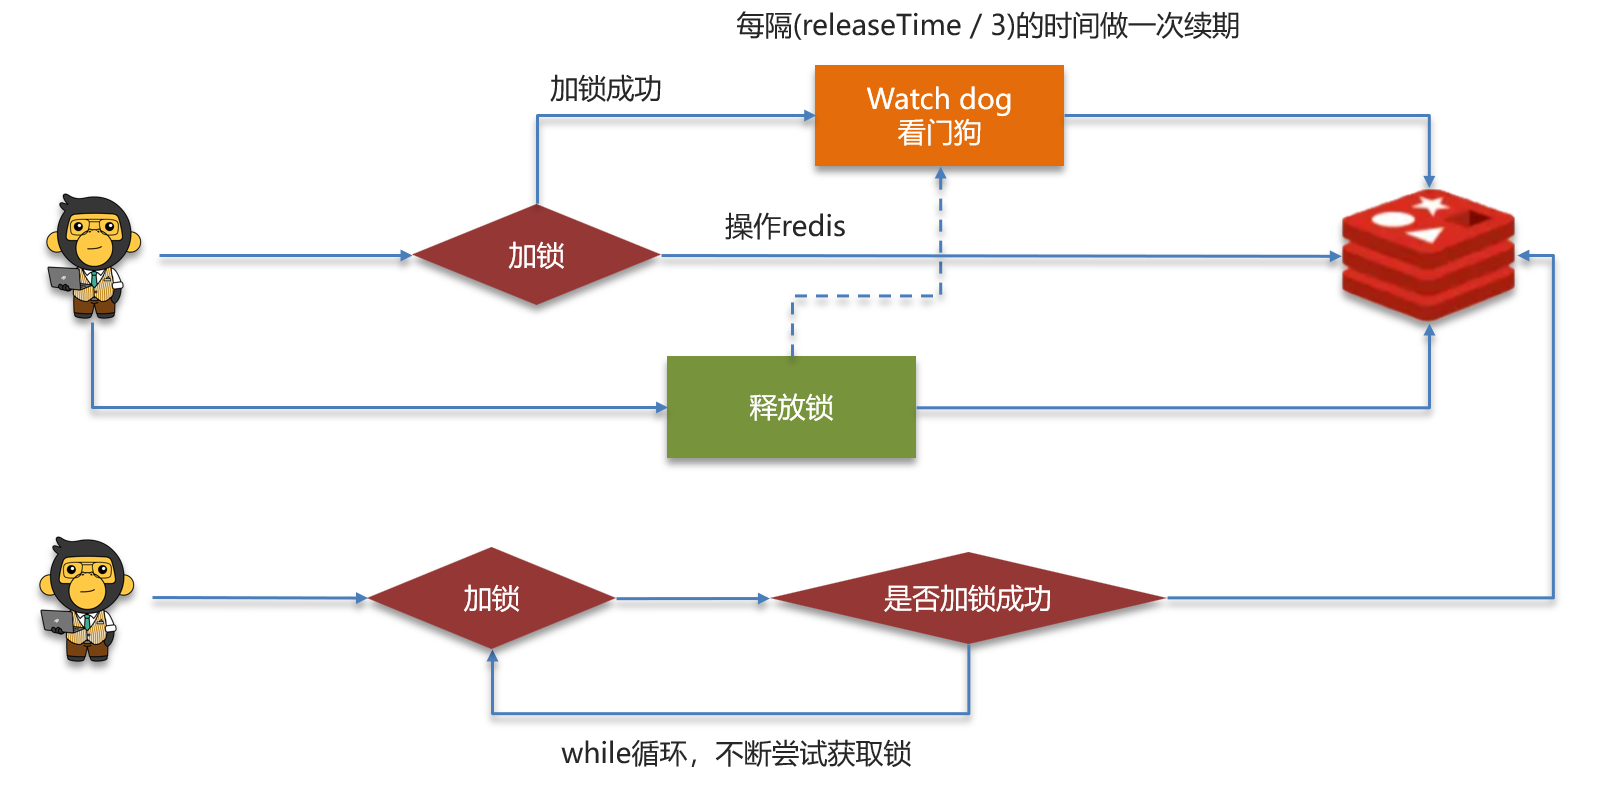 每隔(releaseTime / 3)的时间做一次续期
加锁成功
Watch dog
看门狗
操作redis
加锁
释放锁
加锁
是否加锁成功
while循环，不断尝试获取锁